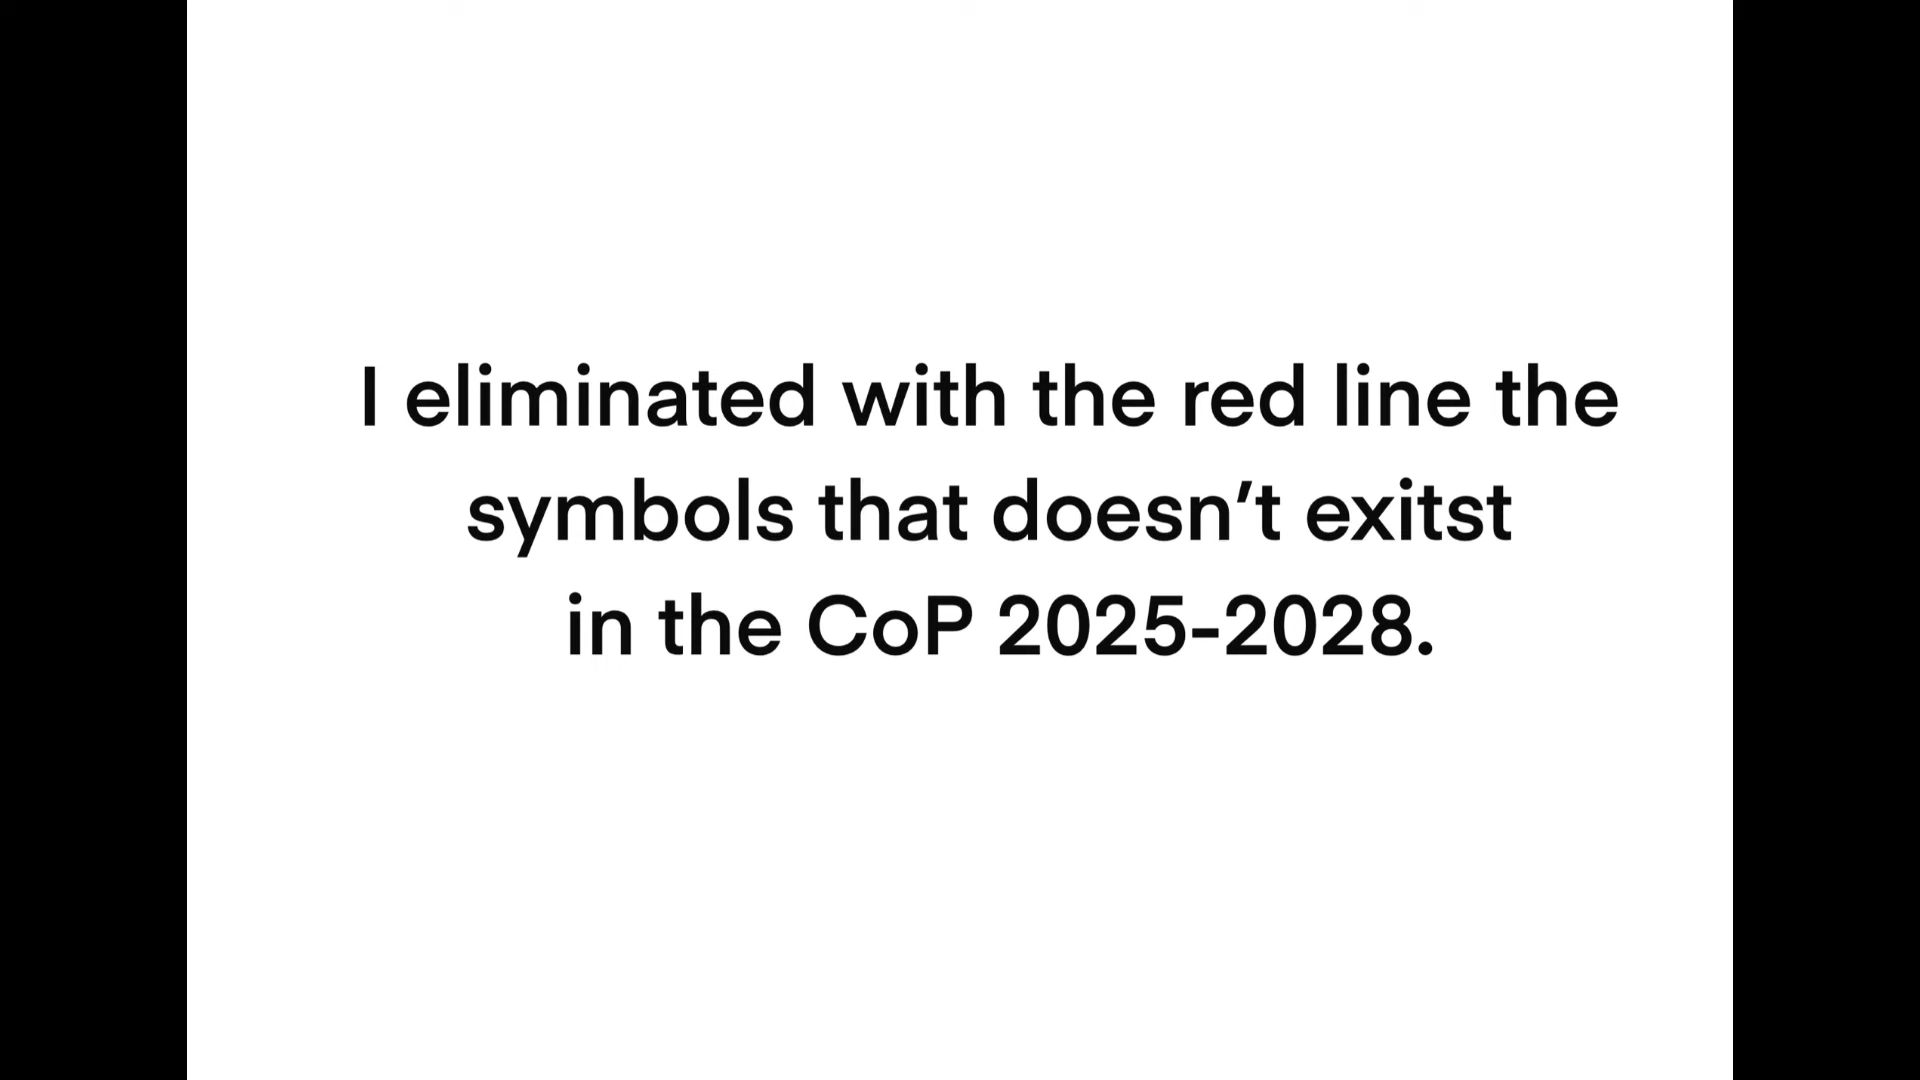 I eliminated with the red line the
symbols that doesn’t exitst
in the CoP 2025-2028.